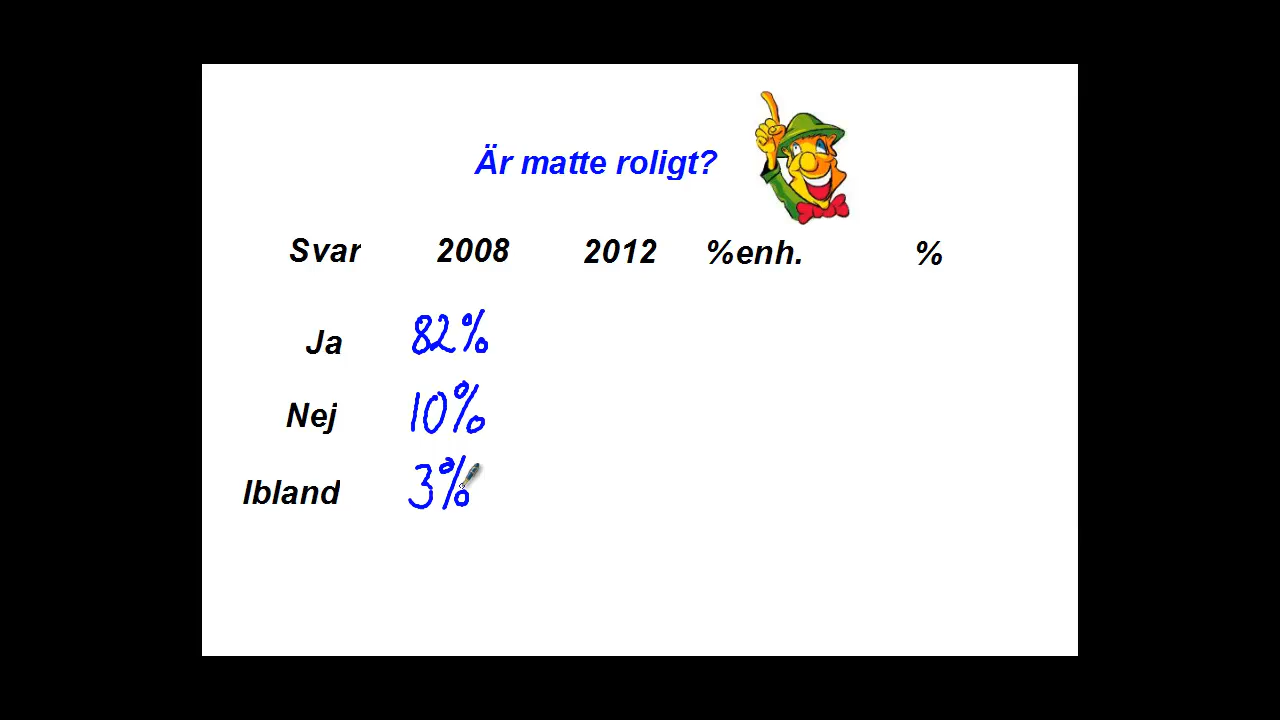 Är matte roligt?
Svar 2008 2012 %enh. %
Ja 82%
Nej 10%
Ibland 3%